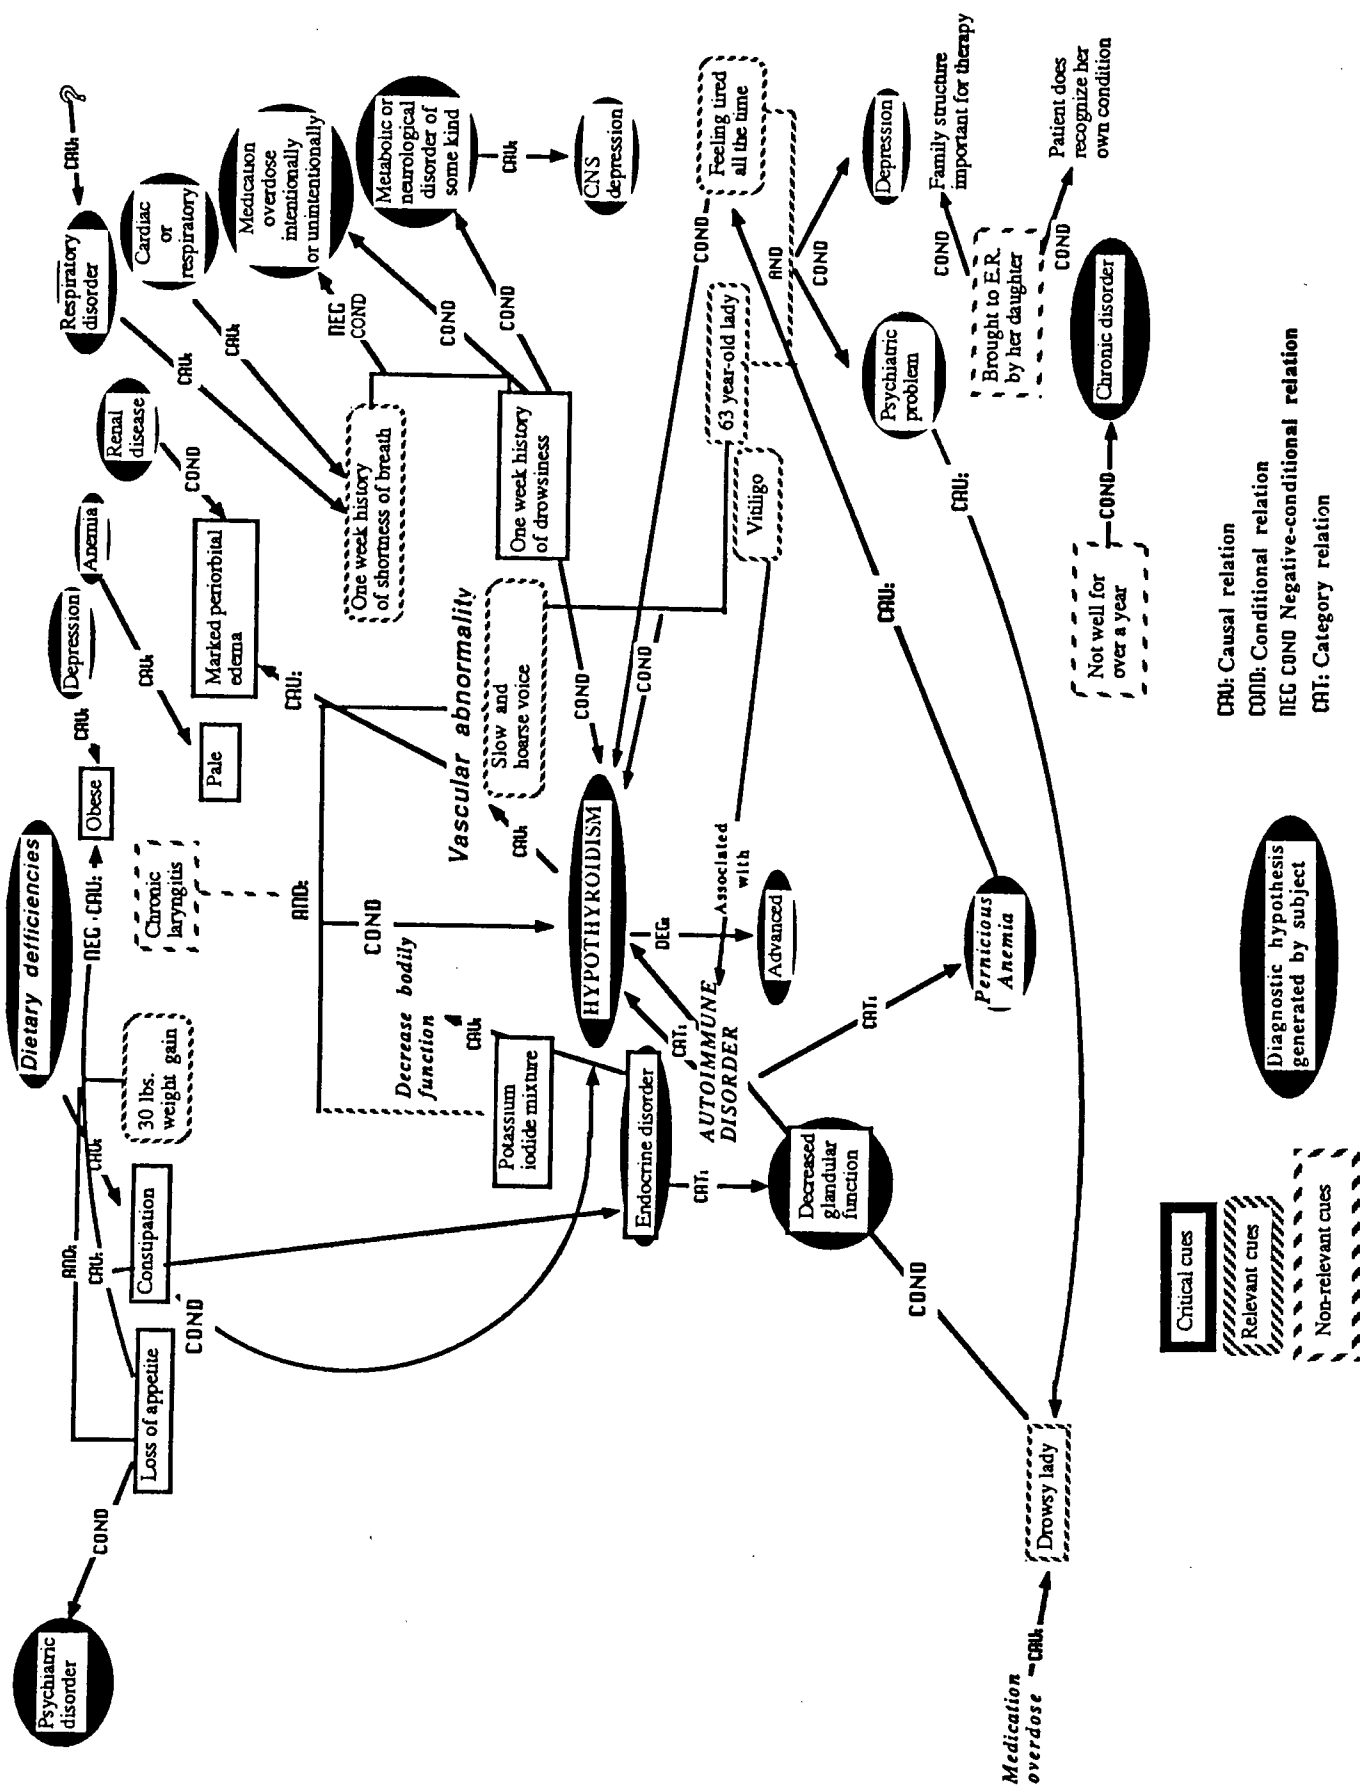 Psychiatric
disorder
COND
Loss of appetite
AND:
CAU:
Constipation
COND
CAU:
Dietary defficiencies
30 lbs.
weight gain
NEG CAU:
Obese
CAU:
Depression
Chronic
laryngitis
Pale
CAU:
Anemia
Marked periorbital
edema
COND
Renal
disease
CAU:
Respiratory
disorder
CAU:
Cardiac
or
respiratory
CAU:
One week history
of shortness of breath
NEG
COND
Medication
overdose
intentionally
or unintentionally
COND
Metabolic or
neurological
disorder of
some kind
COND
CAU:
CNS
depression
One week history
of drowsiness
AND:
CAU:
Vascular abnormality
Slow and
hoarse voice
CAU:
COND
Decrease bodily
function
CAU:
Potassium
iodide mixture
HYPOTHYROIDISM
COND
COND
COND
Feeling tired
all the time
63 year-old lady
AND
COND
Depression
Vitiligo
Psychiatric
problem
CAU:
Endocrine disorder
CAT:
CAT:
AUTOIMMUNE
DISORDER
DEG:
Advanced
Associated
with
Decreased
glandular
function
COND
CAT:
Pernicious
Anemia
CAU:
Family structure
important for therapy
COND
Brought to E.R.
by her daughter
COND
Patient does
recognize her
own condition
Not well for
over a year
COND
Chronic disorder
Drowsy lady
Medication
overdose
CAU:
Critical cues
Relevant cues
Non-relevant cues
Diagnostic hypothesis
generated by subject
CAU: Causal relation
COND: Conditional relation
NEG COND Negative-conditional relation
CAT: Category relation
?